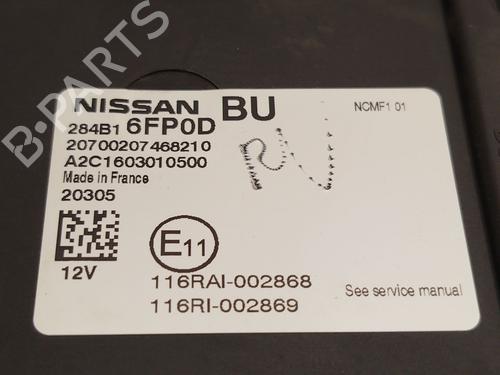 B-PARTS
NISSAN BU
NCMF1 01
284B1 6FP0D
20700207468210
A2C1603010500
Made in France
20305
E11
12V
116RAI-002868
116RI-002869
See service manual